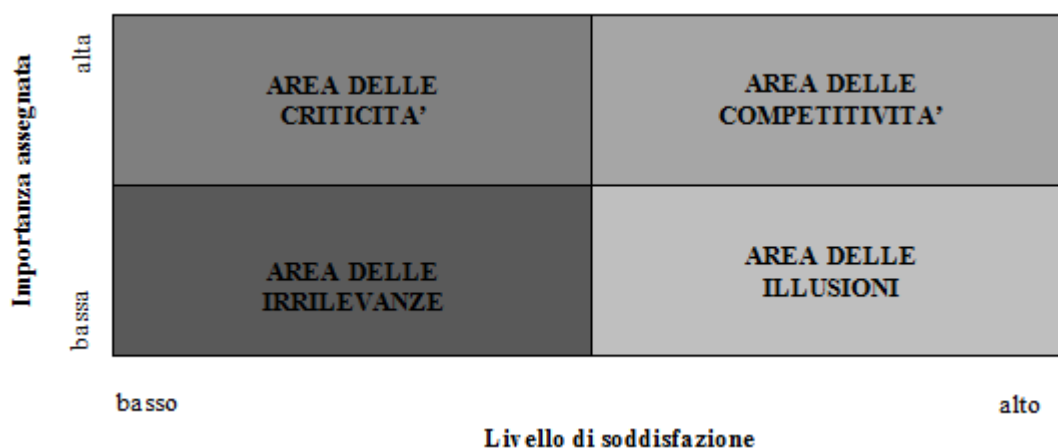 Importanza assegnata
alta
bassa
AREA DELLE
CRITICITA’
AREA DELLE
COMPETITIVITA’
AREA DELLE
IRRILEVANZE
AREA DELLE
ILLUSIONI
basso
alto
Livello di soddisfazione